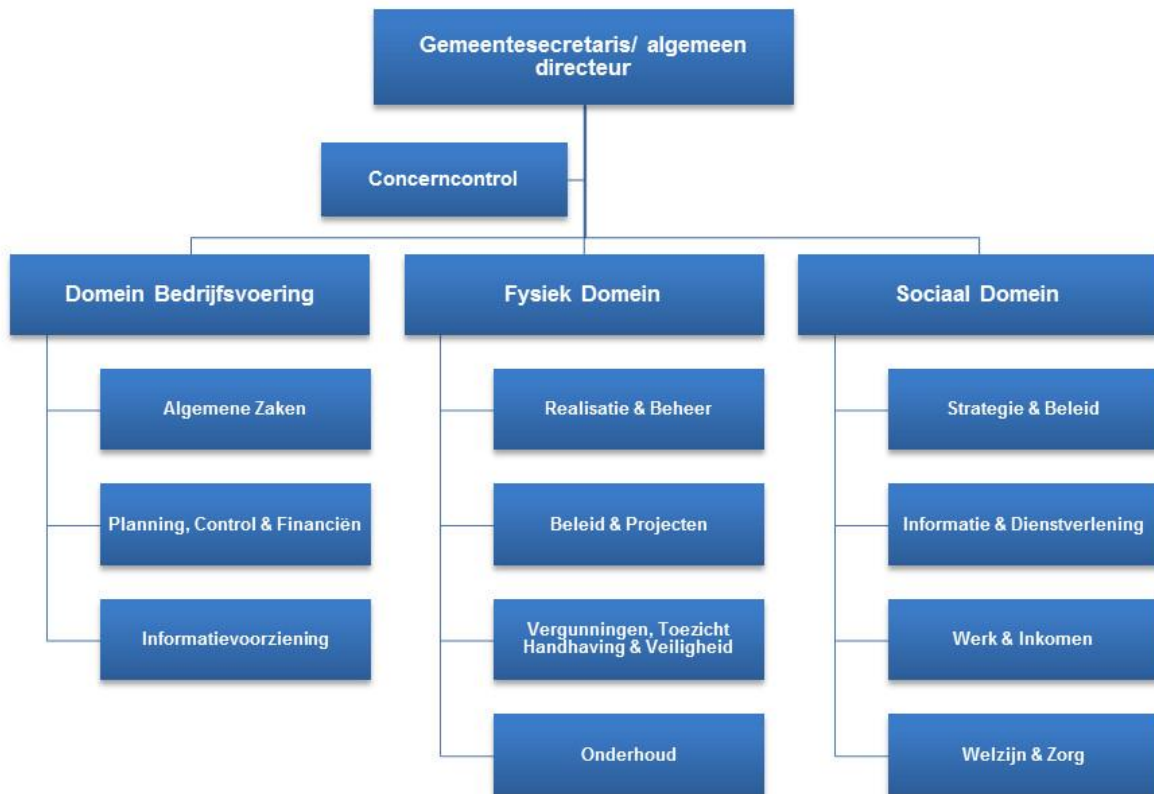 Gemeentesecretaris/ algemeen
directeur
Concerncontrol
Domein Bedrijfsvoering
Algemene Zaken
Planning, Control & Financiën
Informatievoorziening
Fysiek Domein
Realisatie & Beheer
Beleid & Projecten
Vergunningen, Toezicht
Handhaving & Veiligheid
Onderhoud
Sociaal Domein
Strategie & Beleid
Informatie & Dienstverlening
Werk & Inkomen
Welzijn & Zorg